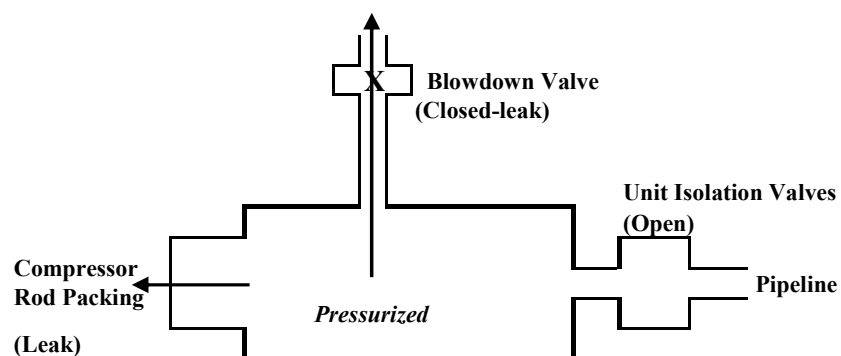 X
Blowdown Valve
(Closed-leak)
Unit Isolation Valves
(Open)
Compressor
Rod Packing
(Leak)
Pressurized
Pipeline